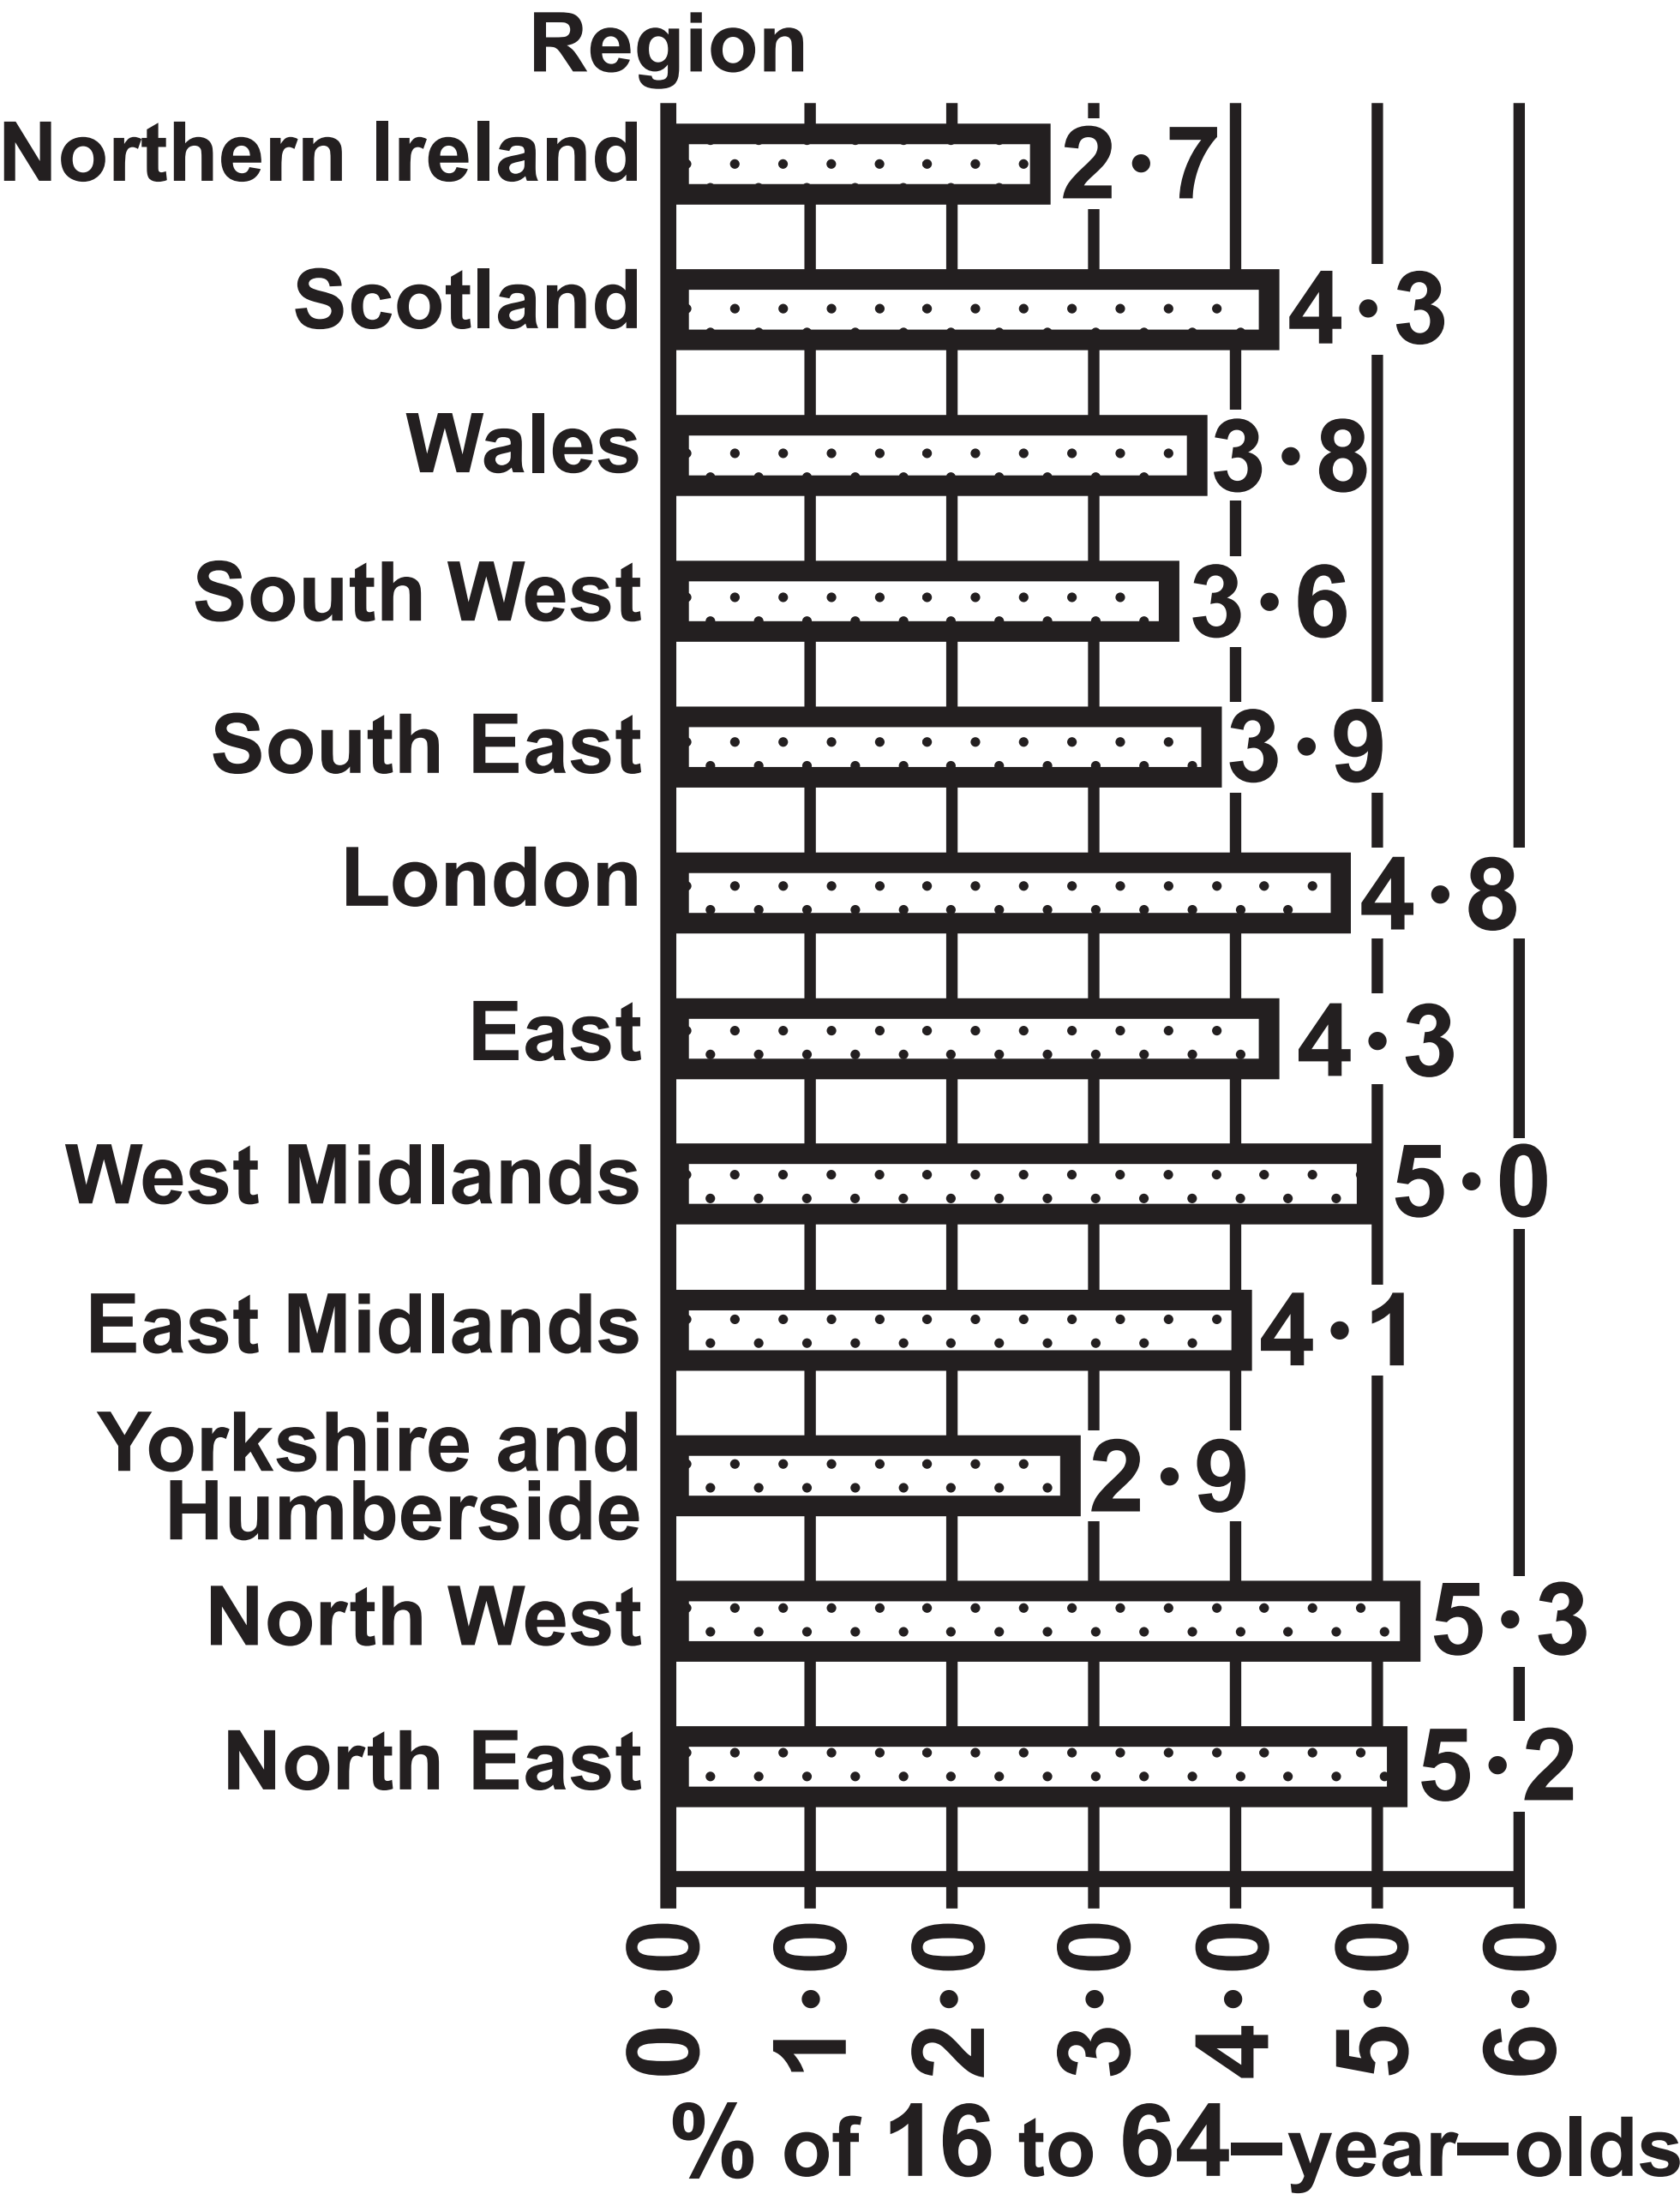 Region
Northern Ireland 2·7
Scotland 4·3
Wales 3·8
South West 3·6
South East 3·9
London 4·8
East 4·3
West Midlands 5·0
East Midlands 4·1
Yorkshire and
Humberside 2·9
North West 5·3
North East 5·2
0·0 1·0 2·0 3·0 4·0 5·0 6·0
% of 16 to 64–year–olds